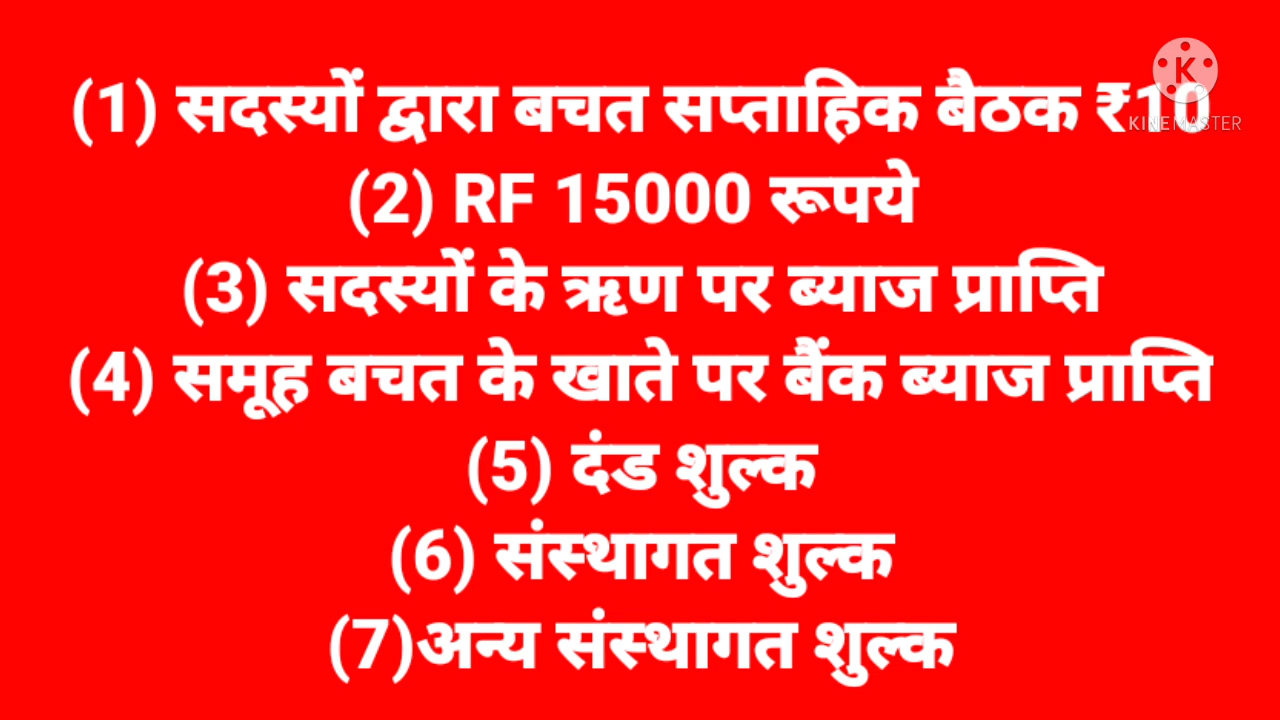 (1) सदस्यों द्वारा बचत सप्ताहिक बैठक ₹10
(2) RF 15000 रूपये
(3) सदस्यों के ऋण पर ब्याज प्राप्ति
(4) समूह बचत के खाते पर बैंक ब्याज प्राप्ति
(5) दंड शुल्क
(6) संस्थागत शुल्क
(7)अन्य संस्थागत शुल्क
K
KINEMASTER